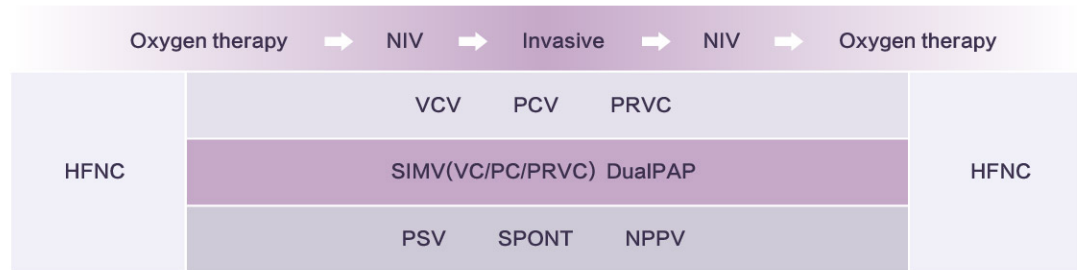 Oxygen therapy NIV Invasive NIV Oxygen therapy
VCV PCV PRVC
HFNC SIMV(VC/PC/PRVC) DualPAP HFNC
PSV SPONT NPPV